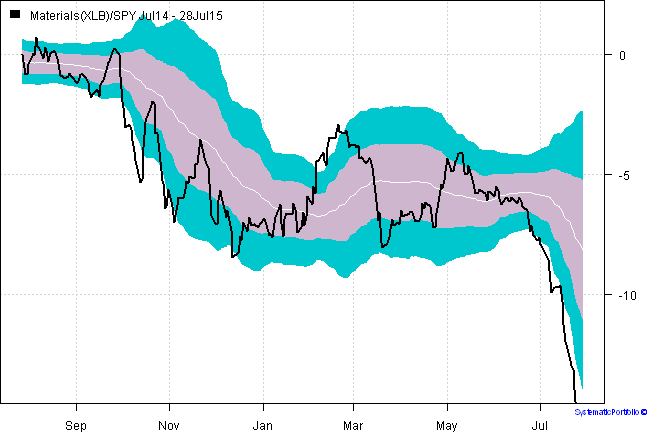 Materials(XLB)/SPY Jul14 - 28Jul15
0
-5
-10
Sep Nov Jan Mar May Jul
SystematicPortfolio ©